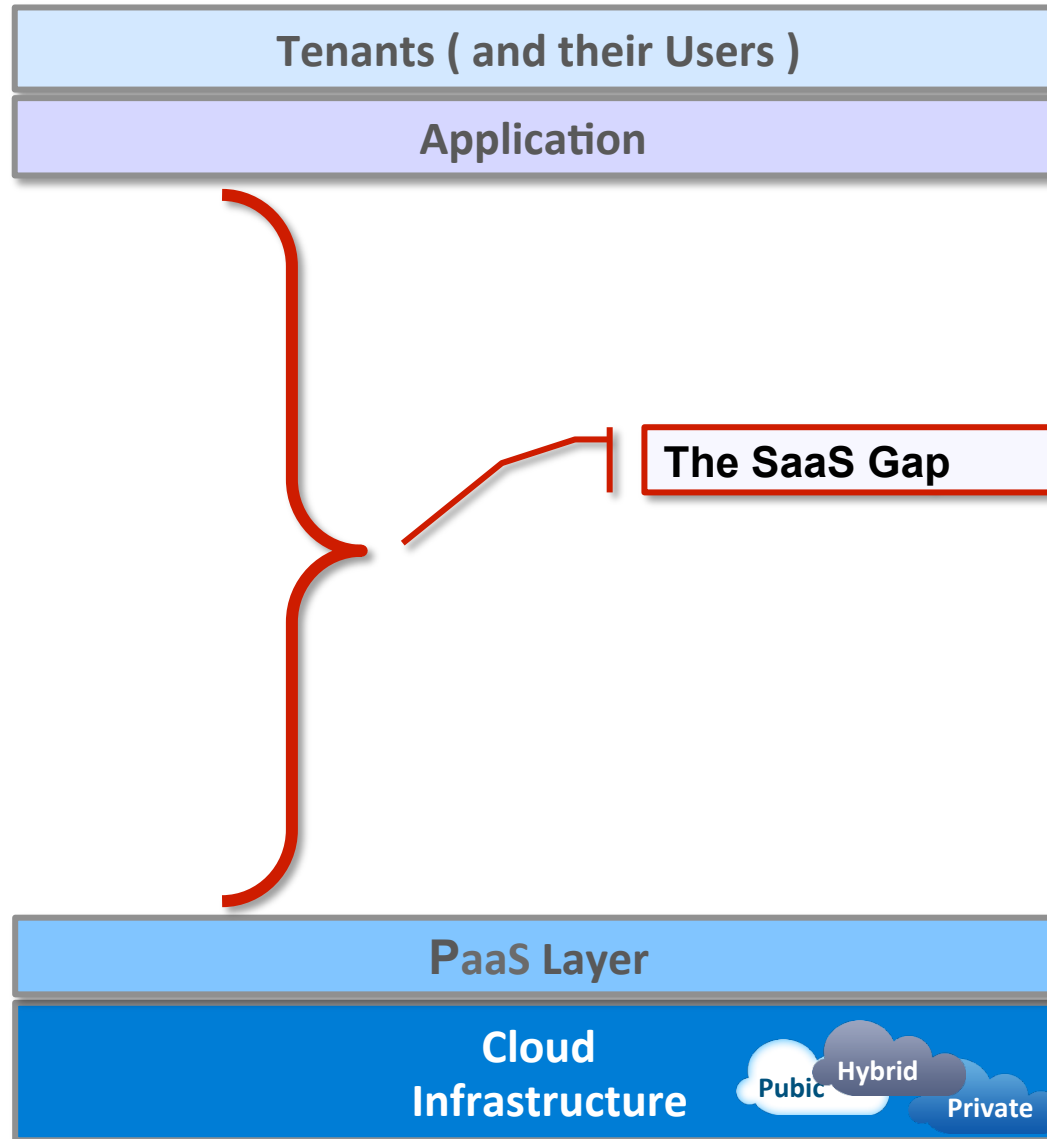 Tenants ( and their Users )
Application
The SaaS Gap
PaaS Layer
Cloud
Infrastructure
Pubic
Hybrid
Private